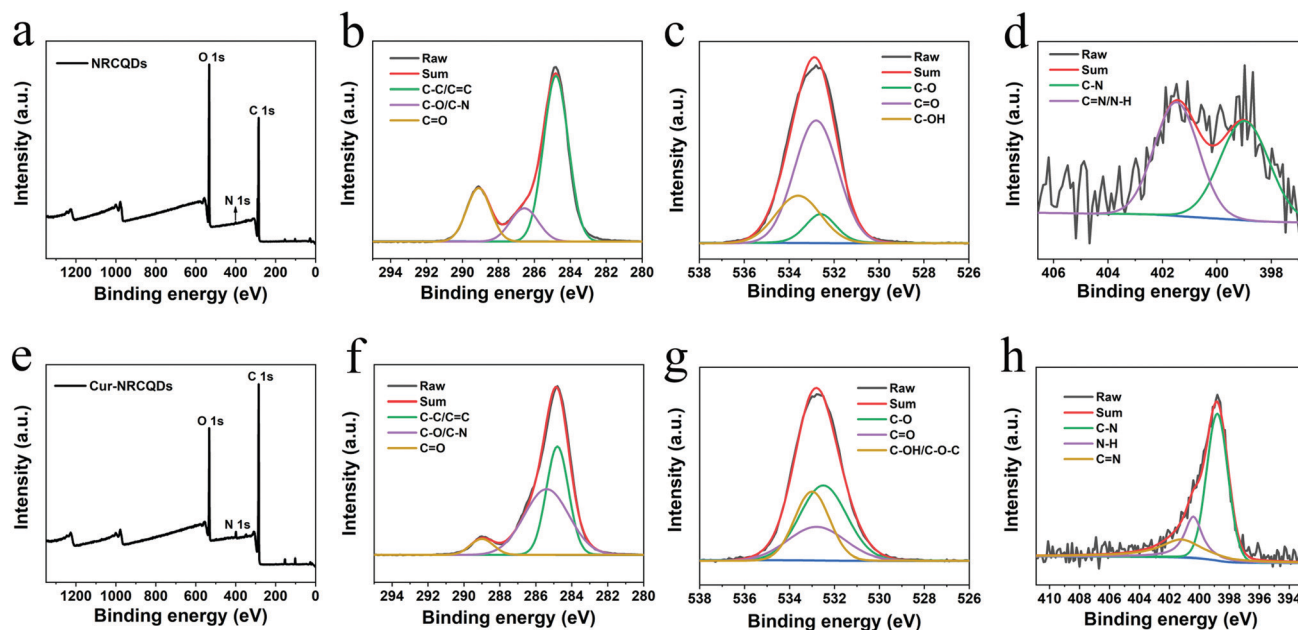 a
NRCQDs
O 1s
C 1s
N 1s
Intensity (a.u.)
1200 1000 800 600 400 200 0
Binding energy (eV)
b
Raw
Sum
C-C/C=C
C-O/C-N
C=O
Intensity (a.u.)
294 292 290 288 286 284 282 280
Binding energy (eV)
c
Raw
Sum
C-O
C=O
C-OH
Intensity (a.u.)
538 536 534 532 530 528 526
Binding energy (eV)
d
Raw
Sum
C-N
C=N/N-H
Intensity (a.u.)
406 404 402 400 398
Binding energy (eV)
e
Cur-NRCQDs
C 1s
O 1s
N 1s
Intensity (a.u.)
1200 1000 800 600 400 200 0
Binding energy (eV)
f
Raw
Sum
C-C/C=C
C-O/C-N
C=O
Intensity (a.u.)
294 292 290 288 286 284 282 280
Binding energy (eV)
g
Raw
Sum
C-O
C=O
C-OH/C-O-C
Intensity (a.u.)
538 536 534 532 530 528 526
Binding energy (eV)
h
Raw
Sum
C-N
N-H
C=N
Intensity (a.u.)
410 408 406 404 402 400 398 396 394
Binding energy (eV)